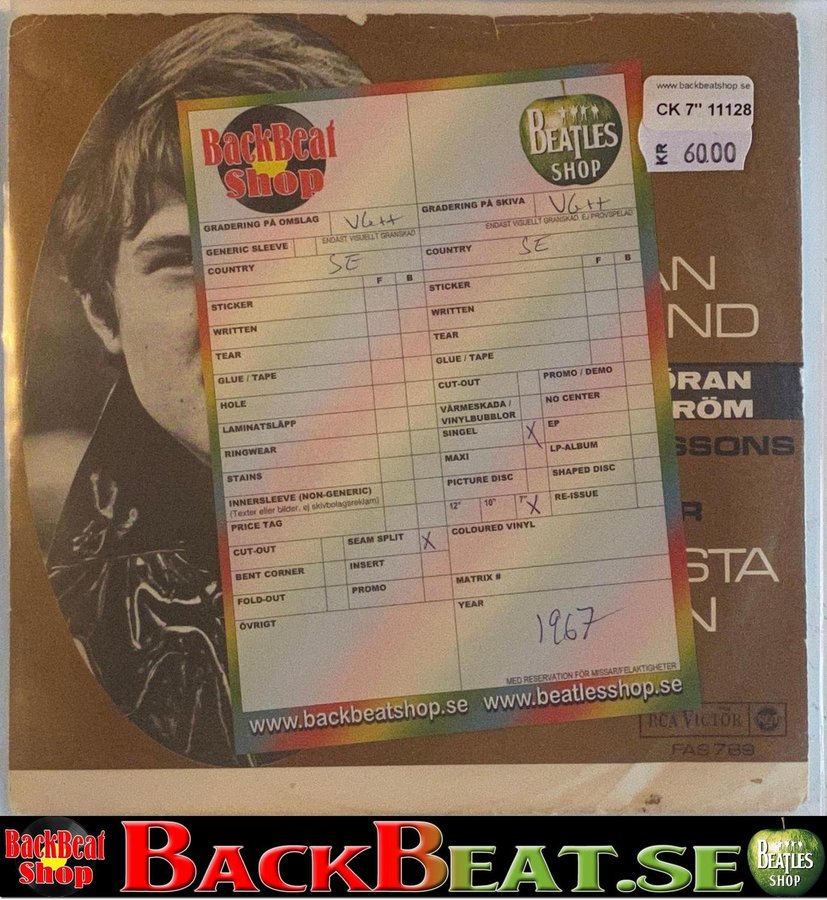 www.backbeatshop.se
CK 7" 11128
KR 60.00
BackBeat
Shop
BEATLES
SHOP
GRADERING PÅ OMSLAG VG++
ENDAST VISUELLT GRANSKAD
GENERIC SLEEVE
COUNTRY SE
F B
STICKER
WRITTEN
TEAR
GLUE / TAPE
HOLE
LAMINATSLÄPP
RINGWEAR
STAINS
INNERSLEEVE (NON-GENERIC)
(Texter eller bilder, ej skivbolagsreklam)
PRICE TAG
CUT-OUT SEAM SPLIT X
BENT CORNER INSERT
FOLD-OUT PROMO
ÖVRIGT
GRADERING PÅ SKIVA VG++
ENDAST VISUELLT GRANSKAD, EJ PROVSPELAD
COUNTRY SE
F B
STICKER
WRITTEN
TEAR
GLUE / TAPE
CUT-OUT PROMO / DEMO
VÄRMESKADA /
VINYLBUBBLOR NO CENTER
SINGEL X EP
MAXI LP-ALBUM
PICTURE DISC SHAPED DISC
12" 10" 7" X RE-ISSUE
COLOURED VINYL
MATRIX #
YEAR
1967
MED RESERVATION FÖR MISSAR/FELAKTIGHETER
www.backbeatshop.se www.beatlesshop.se
AN
ND
ÖRAN
RÖM
SSONS
R
STA
N
RCA VICTOR RCA
FAS 789
BackBeat
Shop
BACKBEAT.SE
BEATLES
SHOP